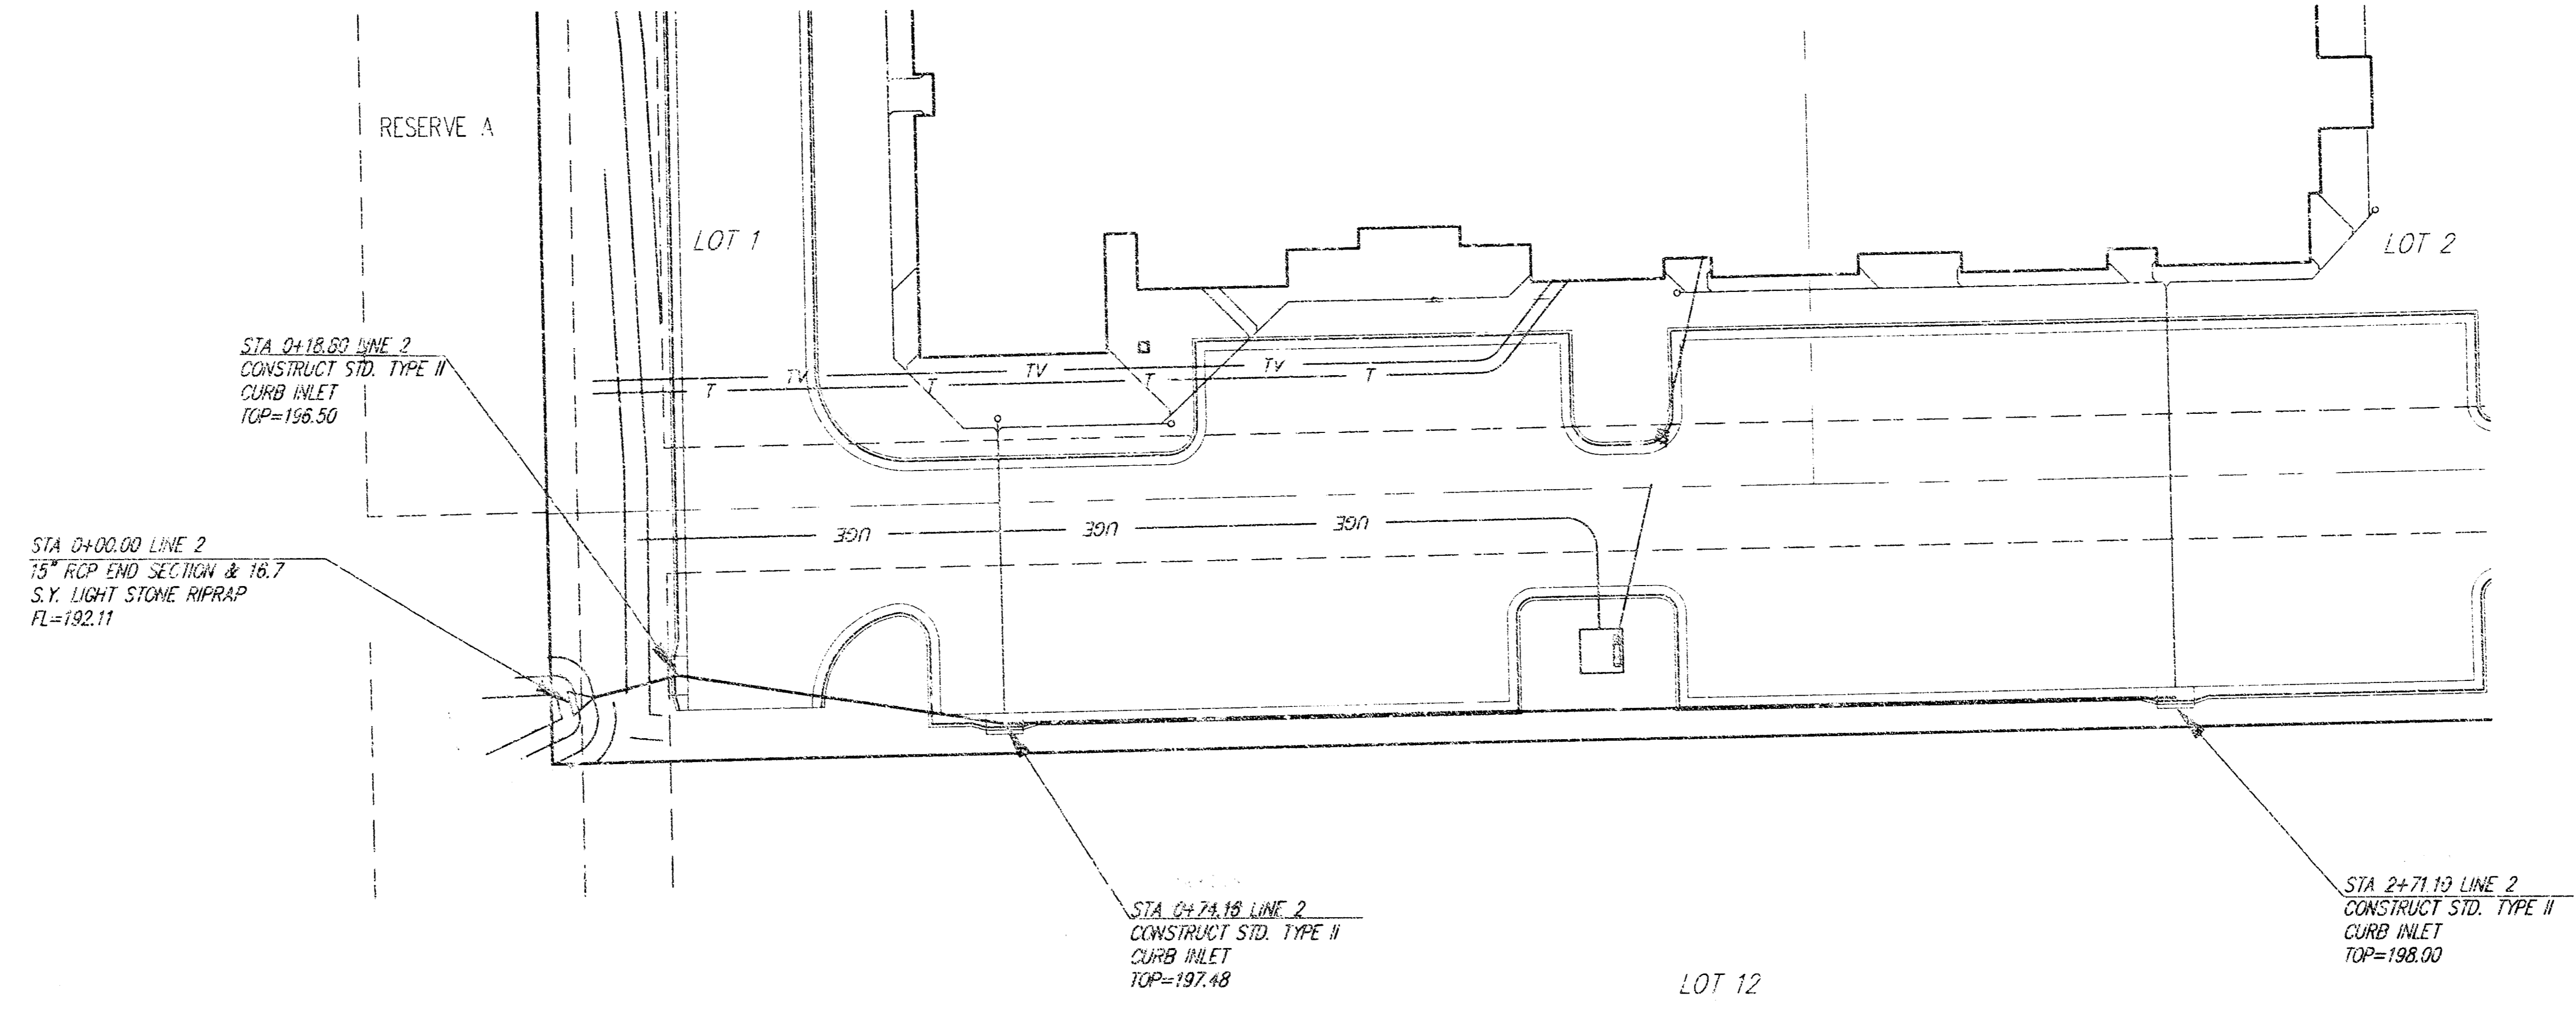 RESERVE A
LOT 1
LOT 2
STA 0+18.80 LINE 2
CONSTRUCT STD. TYPE II
CURB INLET
TOP=196.50
TV
TV
TV
T
T
T
T
STA 0+00.00 LINE 2
15" RCP END SECTION & 16.7
S.Y. LIGHT STONE RIPRAP
FL=192.11
UGE
UGE
UGE
STA 0+74.16 LINE 2
CONSTRUCT STD. TYPE II
CURB INLET
TOP=197.48
STA 2+71.10 LINE 2
CONSTRUCT STD. TYPE II
CURB INLET
TOP=198.00
LOT 12